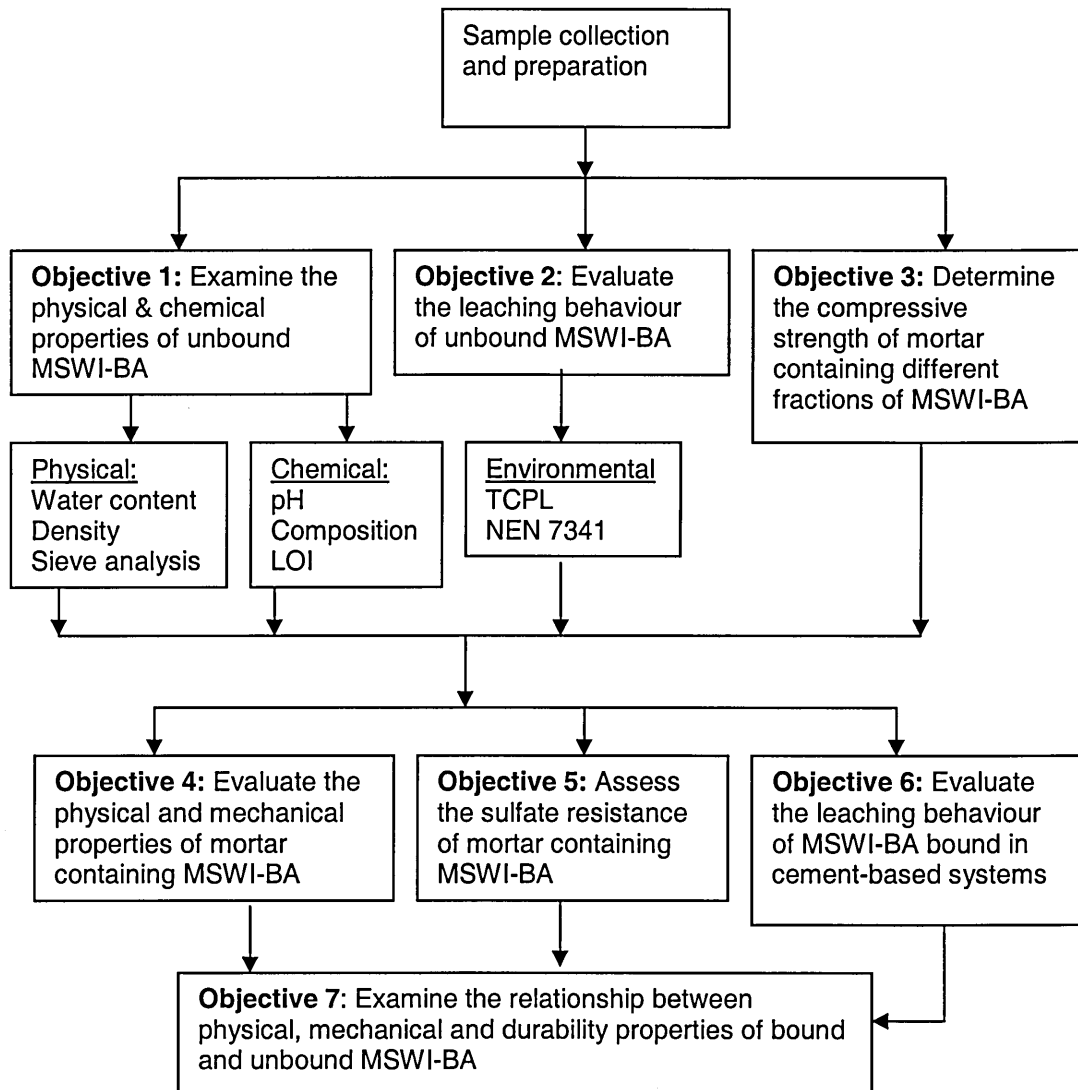 Sample collection
and preparation
Objective 1: Examine the
physical & chemical
properties of unbound
MSWI-BA
Objective 2: Evaluate
the leaching behaviour
of unbound MSWI-BA
Objective 3: Determine
the compressive
strength of mortar
containing different
fractions of MSWI-BA
Physical:
Water content
Density
Sieve analysis
Chemical:
pH
Composition
LOI
Environmental
TCPL
NEN 7341
Objective 4: Evaluate the
physical and mechanical
properties of mortar
containing MSWI-BA
Objective 5: Assess
the sulfate resistance
of mortar containing
MSWI-BA
Objective 6: Evaluate
the leaching behaviour
of MSWI-BA bound in
cement-based systems
Objective 7: Examine the relationship between
physical, mechanical and durability properties of bound
and unbound MSWI-BA